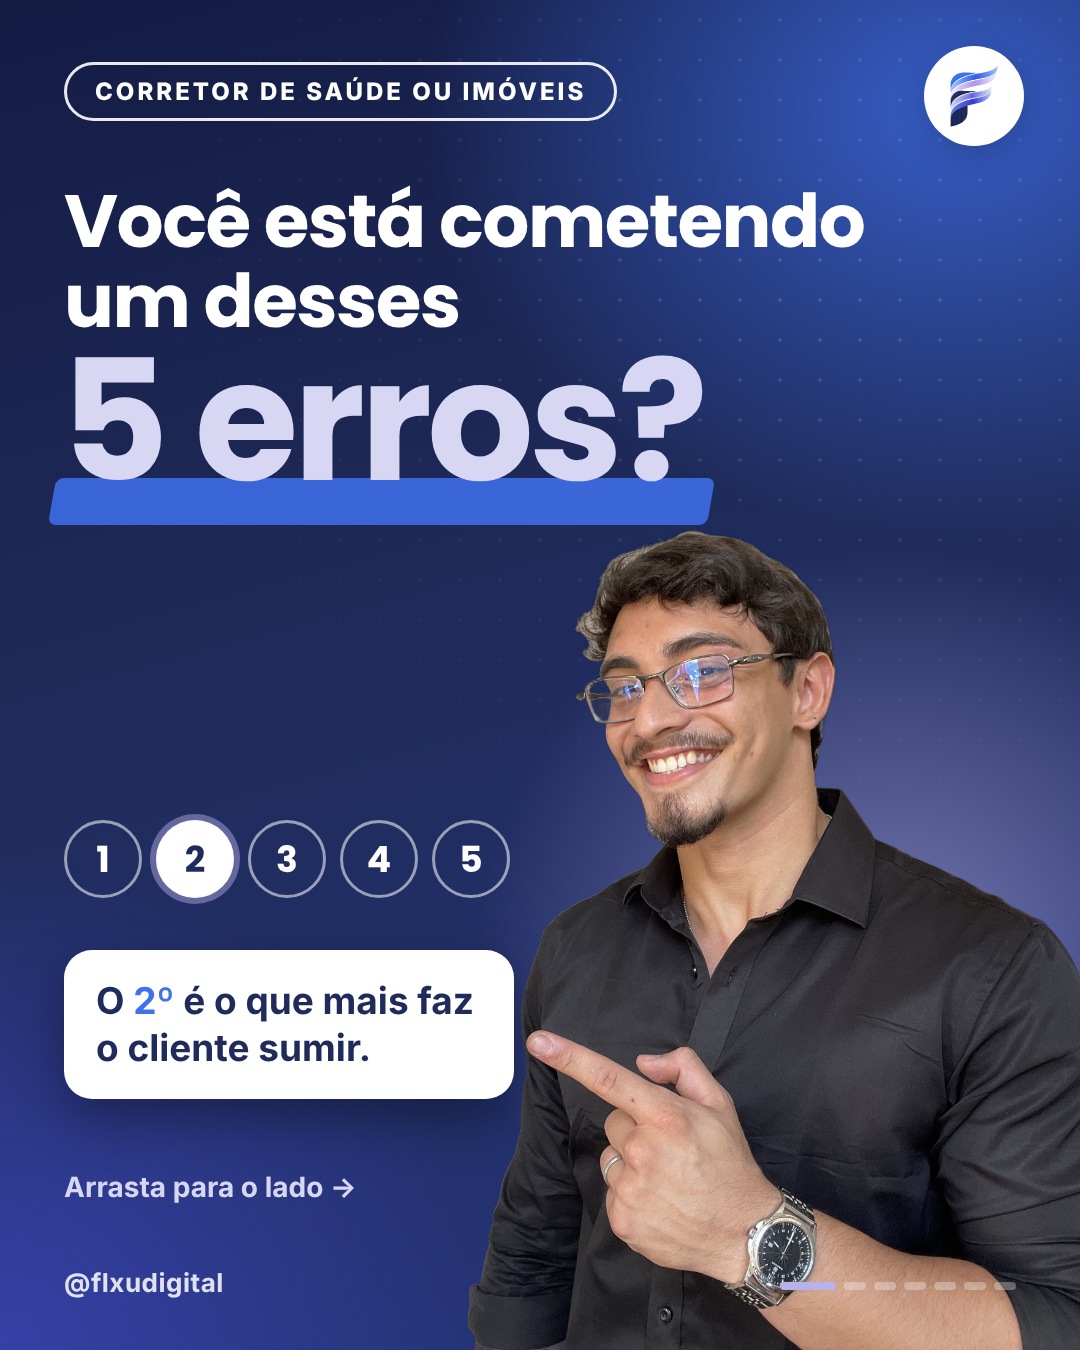 CORRETOR DE SAÚDE OU IMÓVEIS
Você está cometendo
um desses
5 erros?
1 2 3 4 5
O 2º é o que mais faz
o cliente sumir.
Arrasta para o lado →
@flxudigital